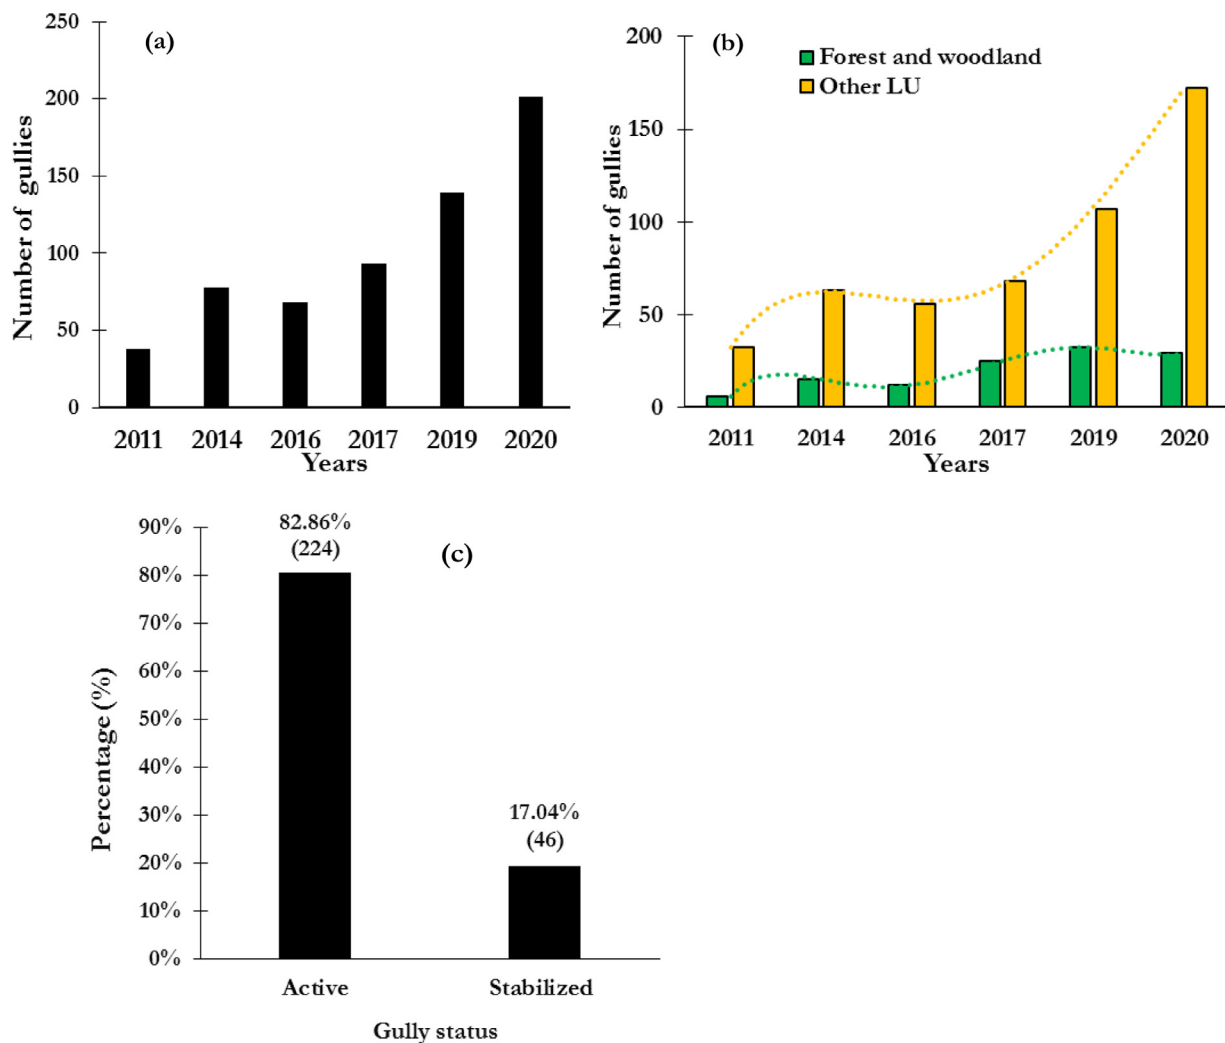 (a)
Number of gullies
250
200
150
100
50
0
2011 2014 2016 2017 2019 2020
Years
(b)
Forest and woodland
Other LU
Number of gullies
200
150
100
50
0
2011 2014 2016 2017 2019 2020
Years
(c)
Percentage (%)
90%
80%
70%
60%
50%
40%
30%
20%
10%
0%
82.86%
(224)
17.04%
(46)
Active Stabilized
Gully status